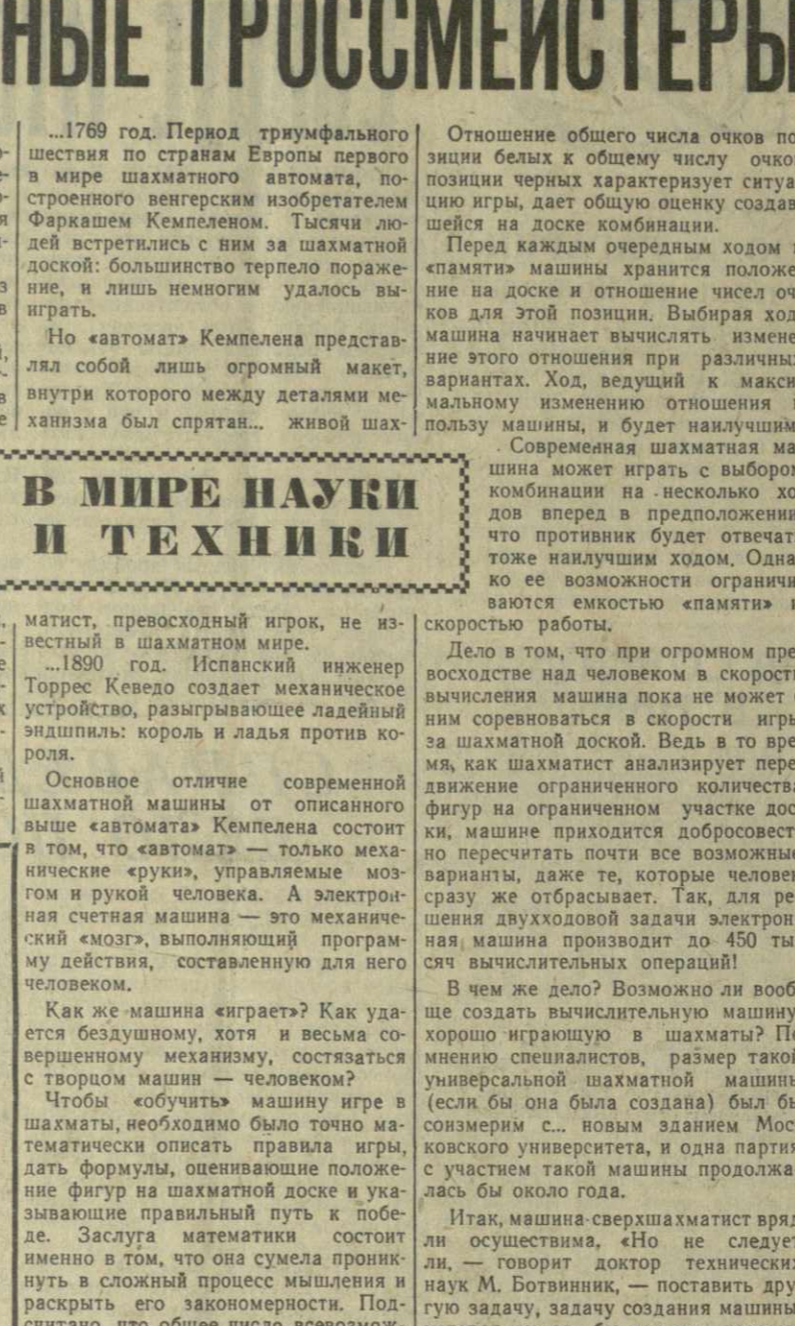 НЫЕ ГРОССМЕЙСТЕРЫ
...1769 год. Период триумфального
шествия по странам Европы первого
в мире шахматного автомата, по-
строенного венгерским изобретателем
Фаркашем Кемпеленом. Тысячи лю-
дей встретились с ним за шахматной
доской: большинство терпело пораже-
ние, и лишь немногим удалось вы-
играть.
Но «автомат» Кемпелена представ-
лял собой лишь огромный макет,
внутри которого между деталями ме-
ханизма был спрятан... живой шах-
В МИРЕ НАУКИ
И ТЕХНИКИ
матист, превосходный игрок, не из-
вестный в шахматном мире.
...1890 год. Испанский инженер
Торрес Кеведо создает механическое
устройство, разыгрывающее ладейный
эндшпиль: король и ладья против ко-
роля.
Основное отличие современной
шахматной машины от описанного
выше «автомата» Кемпелена состоит
в том, что «автомат» — только меха-
нические «руки», управляемые моз-
гом и рукой человека. А электрон-
ная счетная машина — это механиче-
ский «мозг», выполняющий програм-
му действия, составленную для него
человеком.
Как же машина «играет»? Как уда-
ется бездушному, хотя и весьма со-
вершенному механизму, состязаться
с творцом машин — человеком?
Чтобы «обучить» машину игре в
шахматы, необходимо было точно ма-
тематически описать правила игры,
дать формулы, оценивающие положе-
ние фигур на шахматной доске и ука-
зывающие правильный путь к побе-
де. Заслуга математики состоит
именно в том, что она сумела проник-
нуть в сложный процесс мышления и
раскрыть его закономерности. Под-
считано, что общее число всевозмож-
Отношение общего числа очков по
зиции белых к общему числу очко
позиции черных характеризует ситуа
цию игры, дает общую оценку создав
шейся на доске комбинации.
Перед каждым очередным ходом
«памяти» машины хранится положе
ние на доске и отношение чисел оч
ков для этой позиции. Выбирая ход
машина начинает вычислять измене
ние этого отношения при различны
вариантах. Ход, ведущий к макси
мальному изменению отношения
пользу машины, и будет наилучшим
Современная шахматная ма
шина может играть с выборо
комбинации на несколько хо
дов вперед в предположении
что противник будет отвечат
тоже наилучшим ходом. Одна
ко ее возможности ограничи
ваются емкостью «памяти»
скоростью работы.
Дело в том, что при огромном пре
восходстве над человеком в скорост
вычисления машина пока не может
ним соревноваться в скорости игры
за шахматной доской. Ведь в то вре
мя, как шахматист анализирует пере
движение ограниченного количеств
фигур на ограниченном участке дос
ки, машине приходится добросовест
но пересчитать почти все возможны
варианты, даже те, которые человек
сразу же отбрасывает. Так, для ре
шения двухходовой задачи электрон
ная машина производит до 450 ты
сяч вычислительных операций!
В чем же дело? Возможно ли вооб
ще создать вычислительную машину
хорошо играющую в шахматы? П
мнению специалистов, размер тако
универсальной шахматной машины
(если бы она была создана) был бы
соизмерим с... новым зданием Мос
ковского университета, и одна партия
с участием такой машины продолжа
лась бы около года.
Итак, машина-сверхшахматист вряд
ли осуществима. «Но не следует
ли, — говорит доктор технически
наук М. Ботвинник, — поставить дру
гую задачу, задачу создания машины